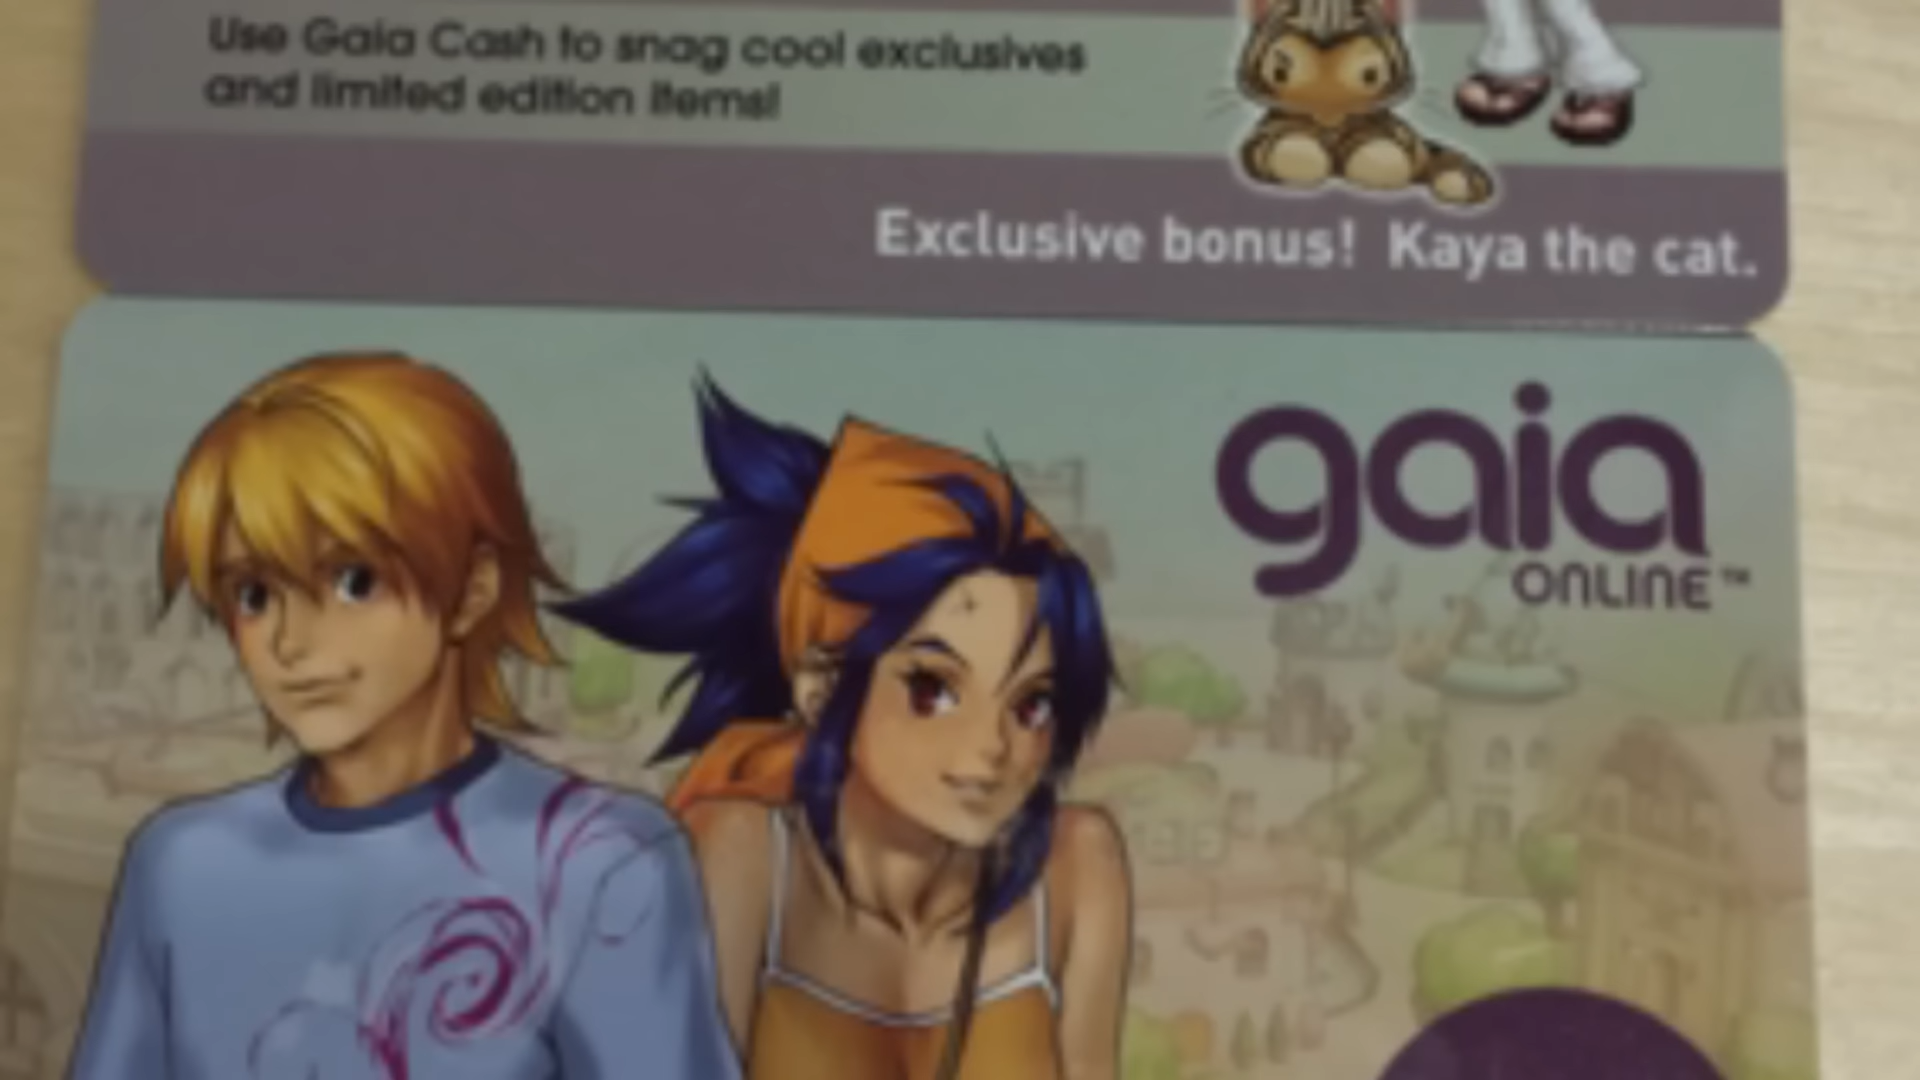 Use Gaia Cash to snag cool exclusives
and limited edition items!
Exclusive bonus! Kaya the cat.
gaia
ONLINE™